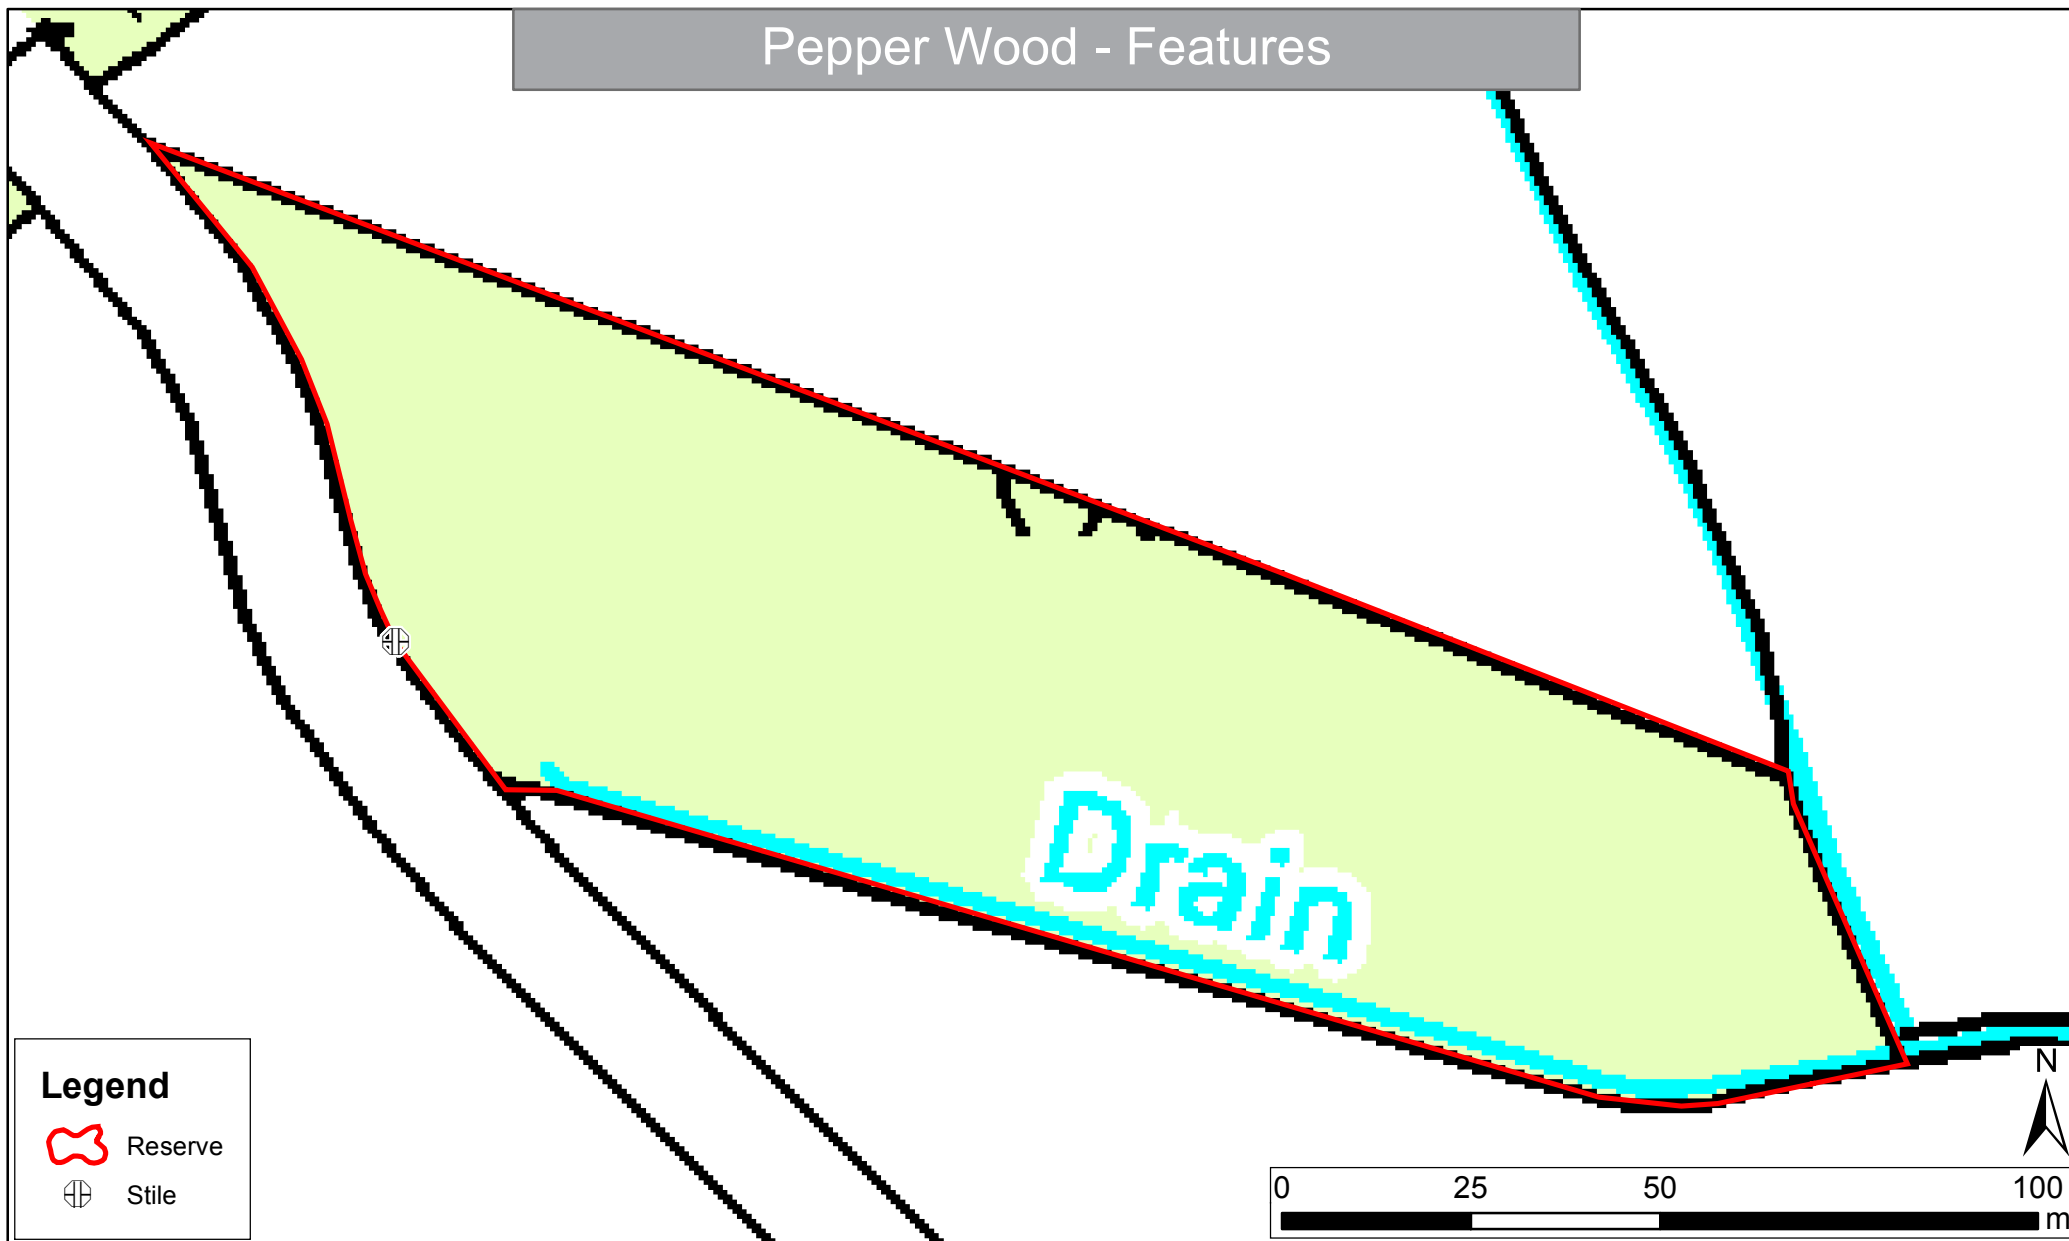 Pepper Wood - Features
Drain
Legend
Reserve
Stile
N
0 25 50 100
m